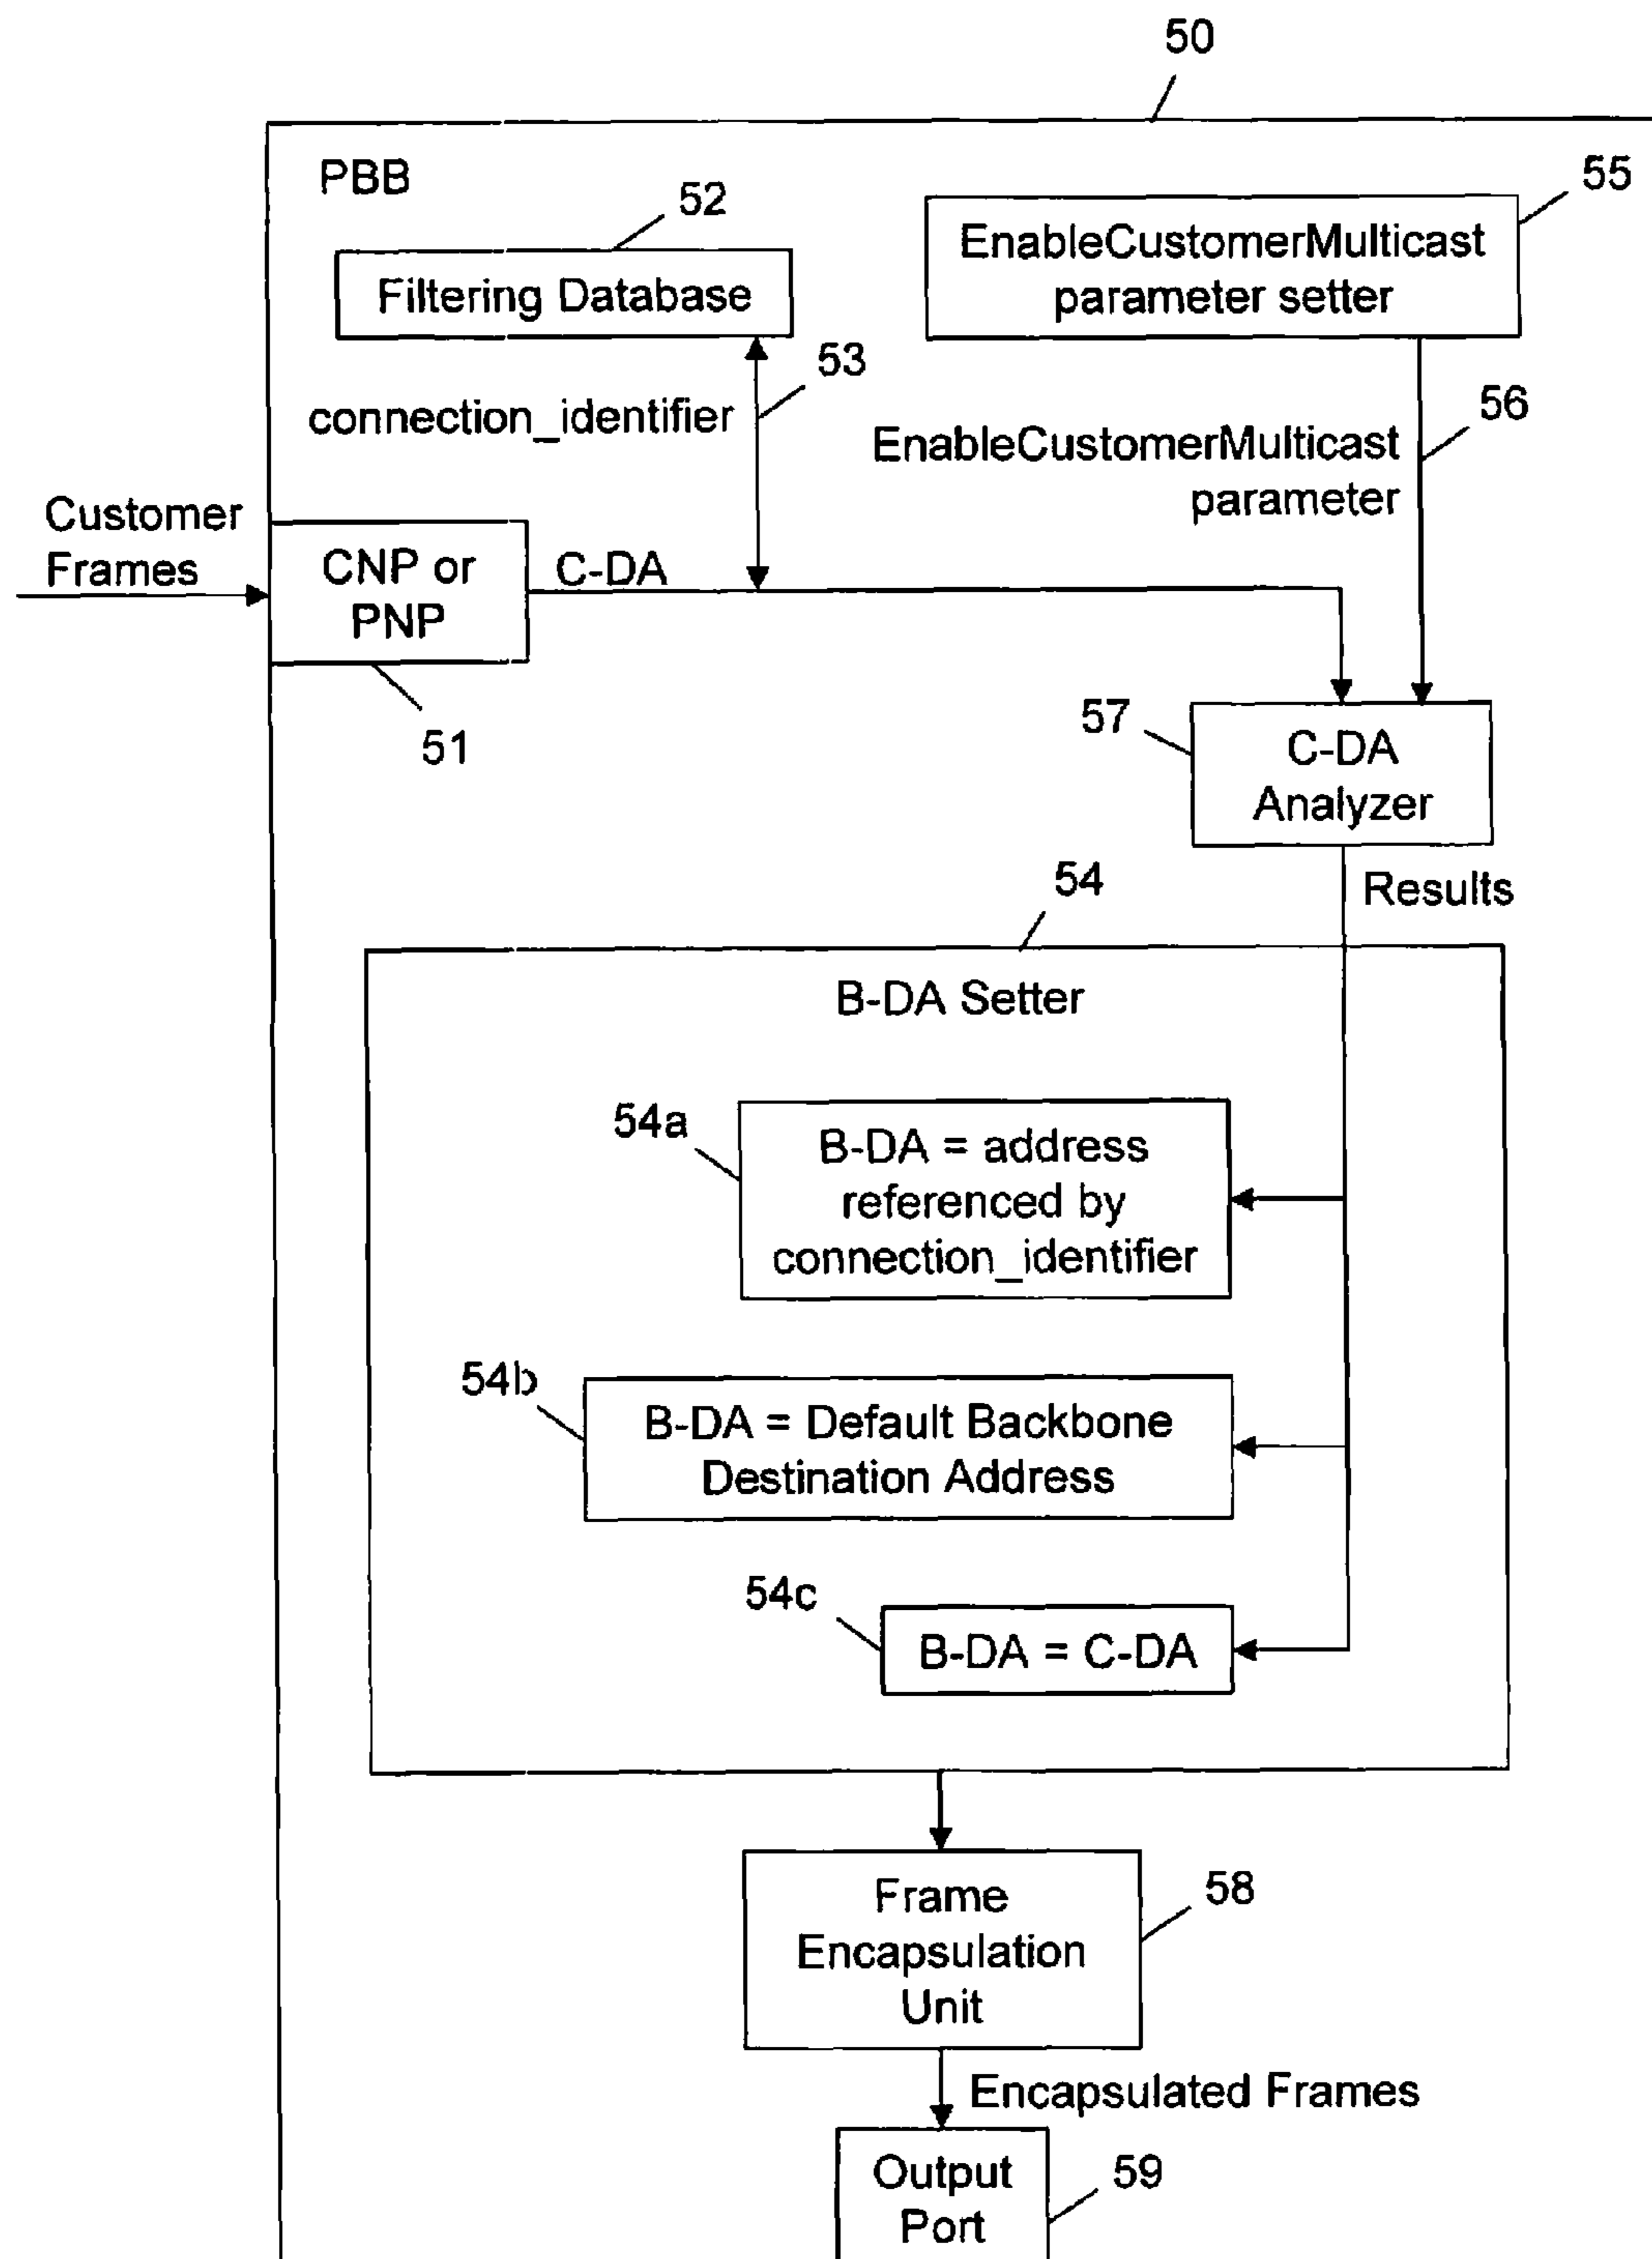 50
PBB
52
55
Filtering Database
EnableCustomerMulticast
parameter setter
53
connection_identifier
56
EnableCustomerMulticast
parameter
Customer
Frames
CNP or
PNP
C-DA
51
57
C-DA
Analyzer
Results
54
B-DA Setter
54a
B-DA = address
referenced by
connection_identifier
54b
B-DA = Default Backbone
Destination Address
54c
B-DA = C-DA
Frame
Encapsulation
Unit
58
Encapsulated Frames
Output
Port
59